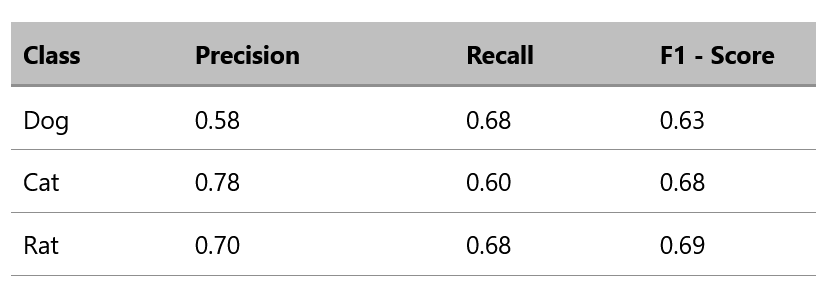 Class Precision Recall F1 - Score
Dog 0.58 0.68 0.63
Cat 0.78 0.60 0.68
Rat 0.70 0.68 0.69